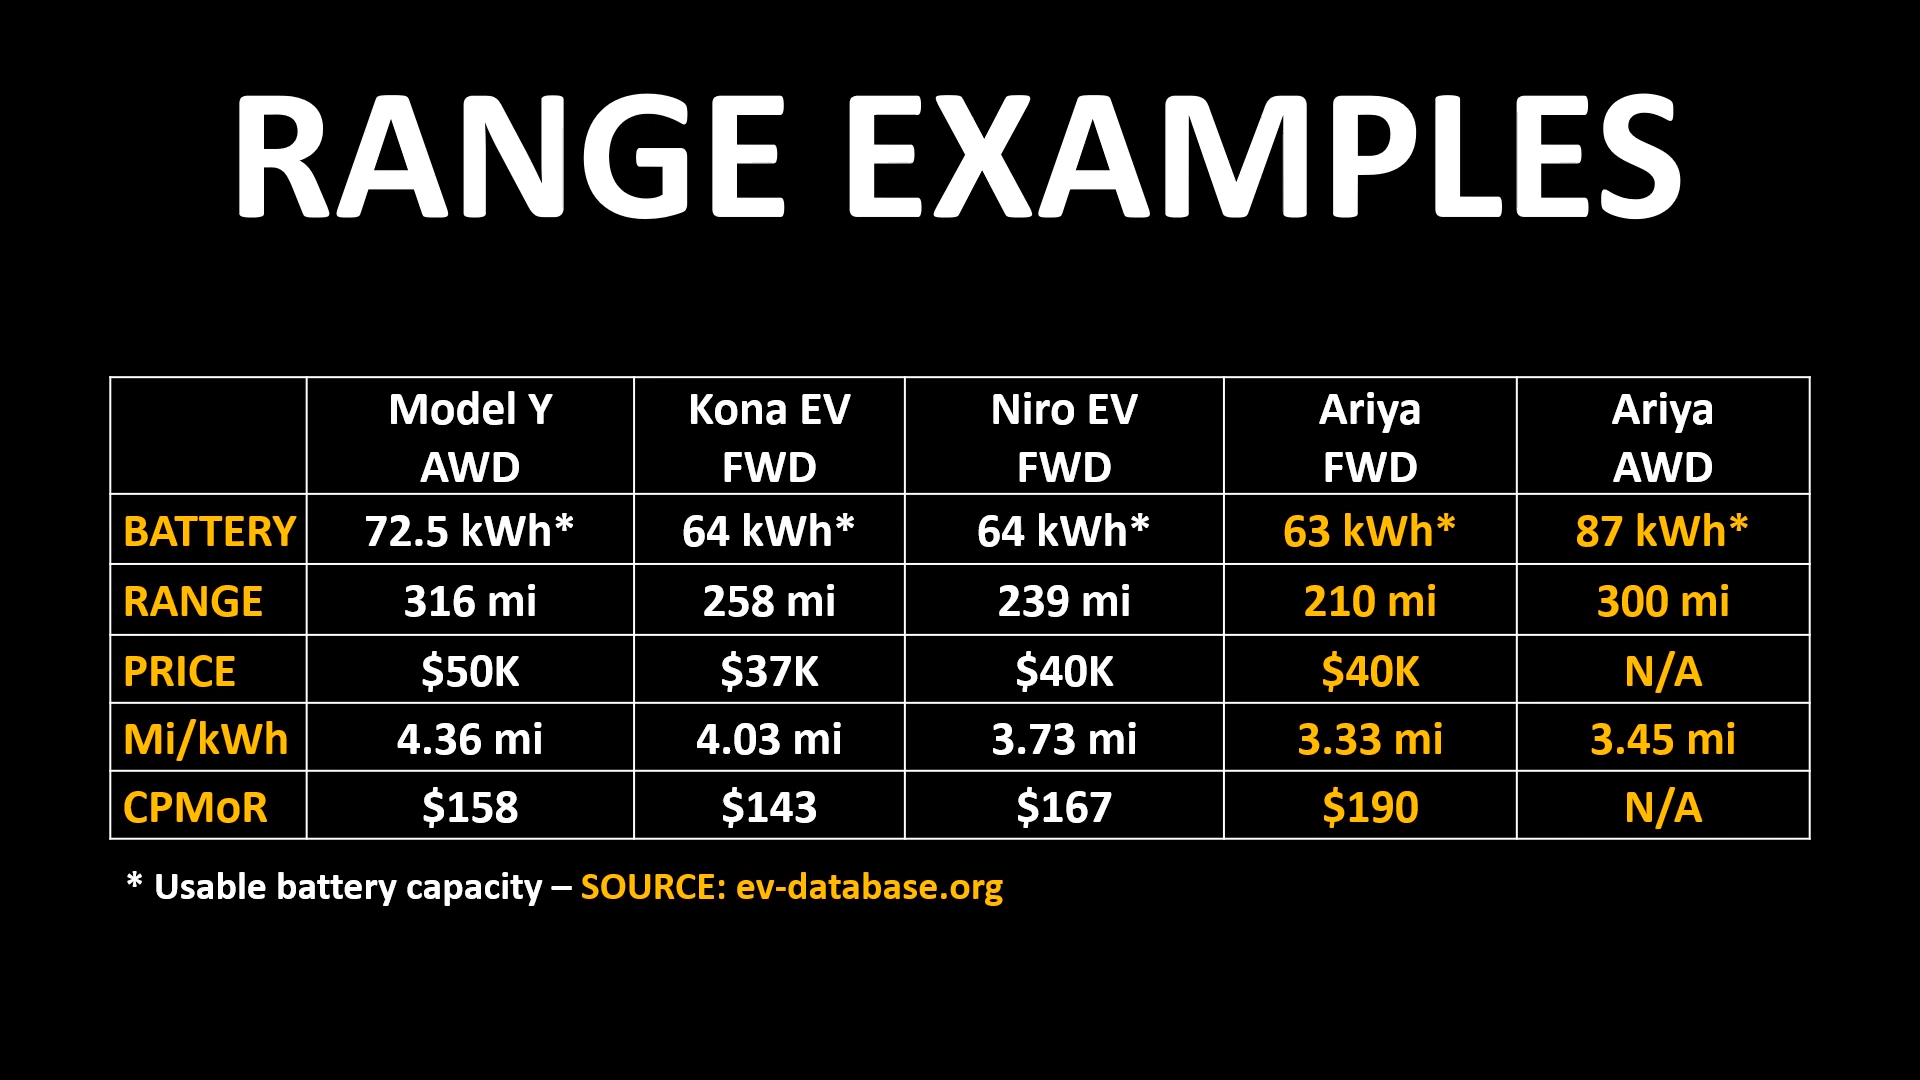 RANGE EXAMPLES
Model Y AWD Kona EV FWD Niro EV FWD Ariya FWD Ariya AWD
BATTERY 72.5 kWh* 64 kWh* 64 kWh* 63 kWh* 87 kWh*
RANGE 316 mi 258 mi 239 mi 210 mi 300 mi
PRICE $50K $37K $40K $40K N/A
Mi/kWh 4.36 mi 4.03 mi 3.73 mi 3.33 mi 3.45 mi
CPMoR $158 $143 $167 $190 N/A
* Usable battery capacity – SOURCE: ev-database.org